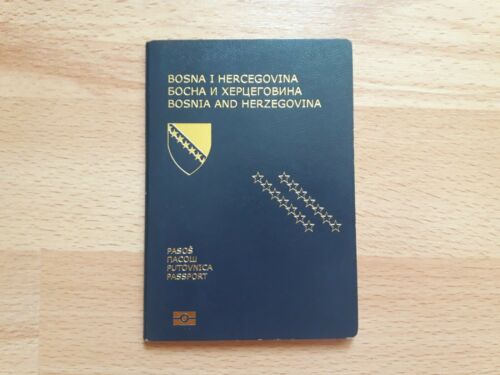 BOSNA I HERCEGOVINA
БОСНА И ХЕРЦЕГОВИНА
BOSNIA AND HERZEGOVINA
PASOŠ
ПАСОШ
PUTOVNICA
PASSPORT